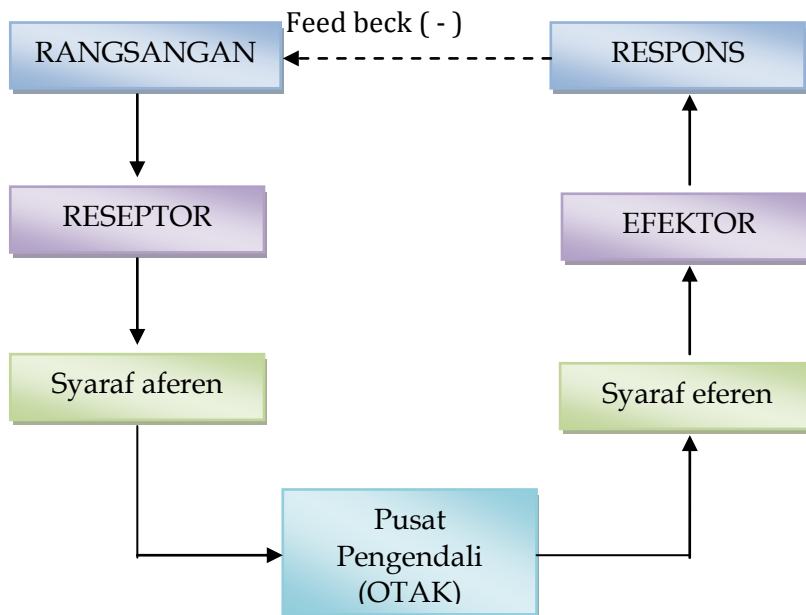 Feed beck ( - )
RANGSANGAN
RESPONS
RESEPTOR
EFEKTOR
Syaraf aferen
Syaraf eferen
Pusat
Pengendali
(OTAK)